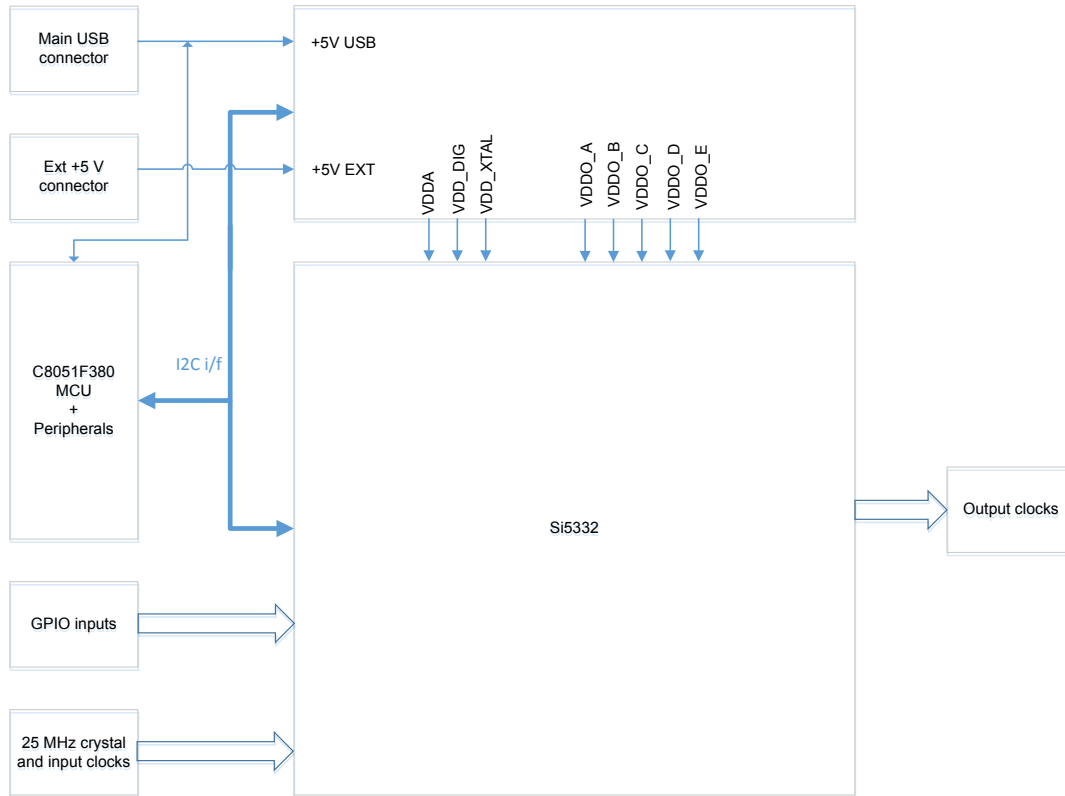 Main USB
connector
+5V USB
Ext +5 V
connector
+5V EXT
VDDA
VDD_DIG
VDD_XTAL
VDDO_A
VDDO_B
VDDO_C
VDDO_D
VDDO_E
I2C i/f
C8051F380
MCU
+
Peripherals
Si5332
Output clocks
GPIO inputs
25 MHz crystal
and input clocks